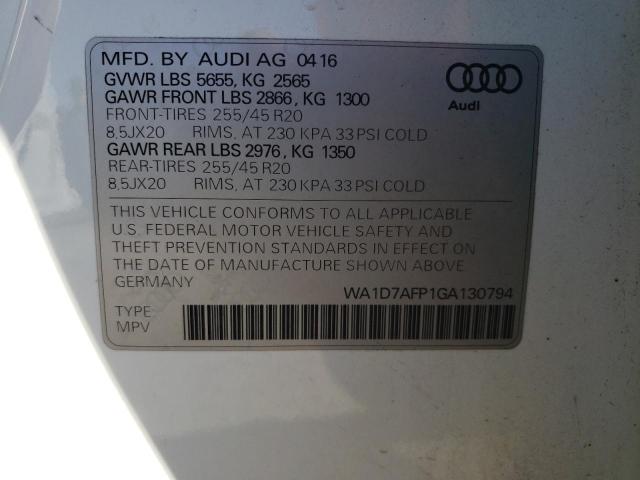 MFD. BY AUDI AG 04 16
GVWR LBS 5655, KG 2565
GAWR FRONT LBS 2866, KG 1300
FRONT-TIRES 255/45 R20
8,5JX20 RIMS, AT 230 KPA 33 PSI COLD
GAWR REAR LBS 2976, KG 1350
REAR-TIRES 255/45 R20
8,5JX20 RIMS, AT 230 KPA 33 PSI COLD
Audi
THIS VEHICLE CONFORMS TO ALL APPLICABLE
U.S. FEDERAL MOTOR VEHICLE SAFETY AND
THEFT PREVENTION STANDARDS IN EFFECT ON
THE DATE OF MANUFACTURE SHOWN ABOVE.
GERMANY
WA1D7AFP1GA130794
TYPE
MPV